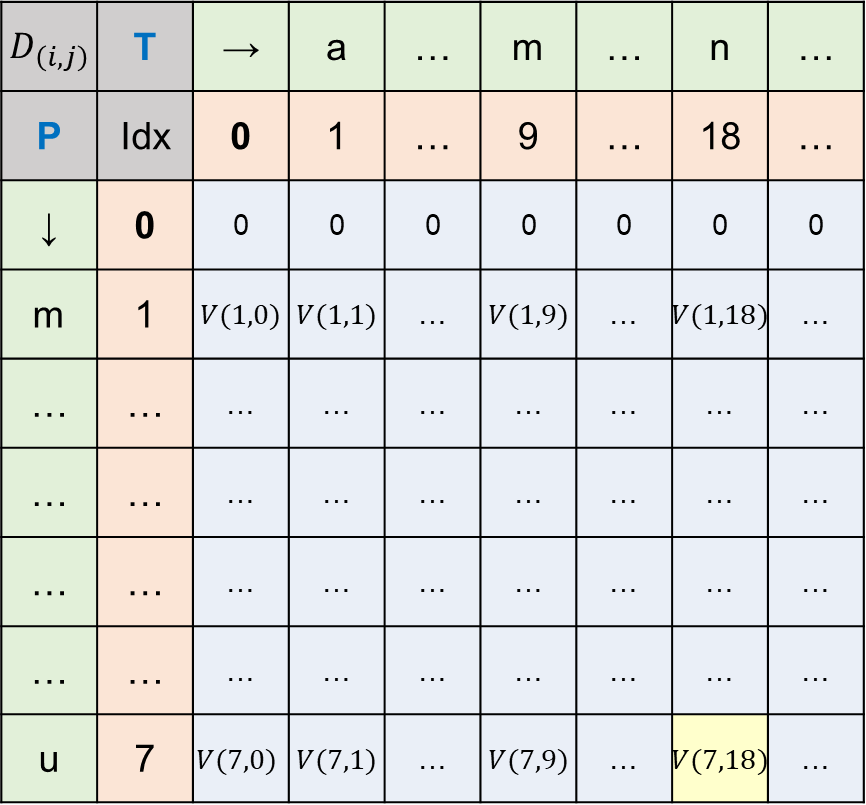 D(i,j) T → a … m … n …
P Idx 0 1 … 9 … 18 …
↓ 0 0 0 0 0 0 0 0
m 1 V(1,0) V(1,1) … V(1,9) … V(1,18) …
… … … … … … … … …
… … … … … … … … …
… … … … … … … … …
… … … … … … … … …
u 7 V(7,0) V(7,1) … V(7,9) … V(7,18) …